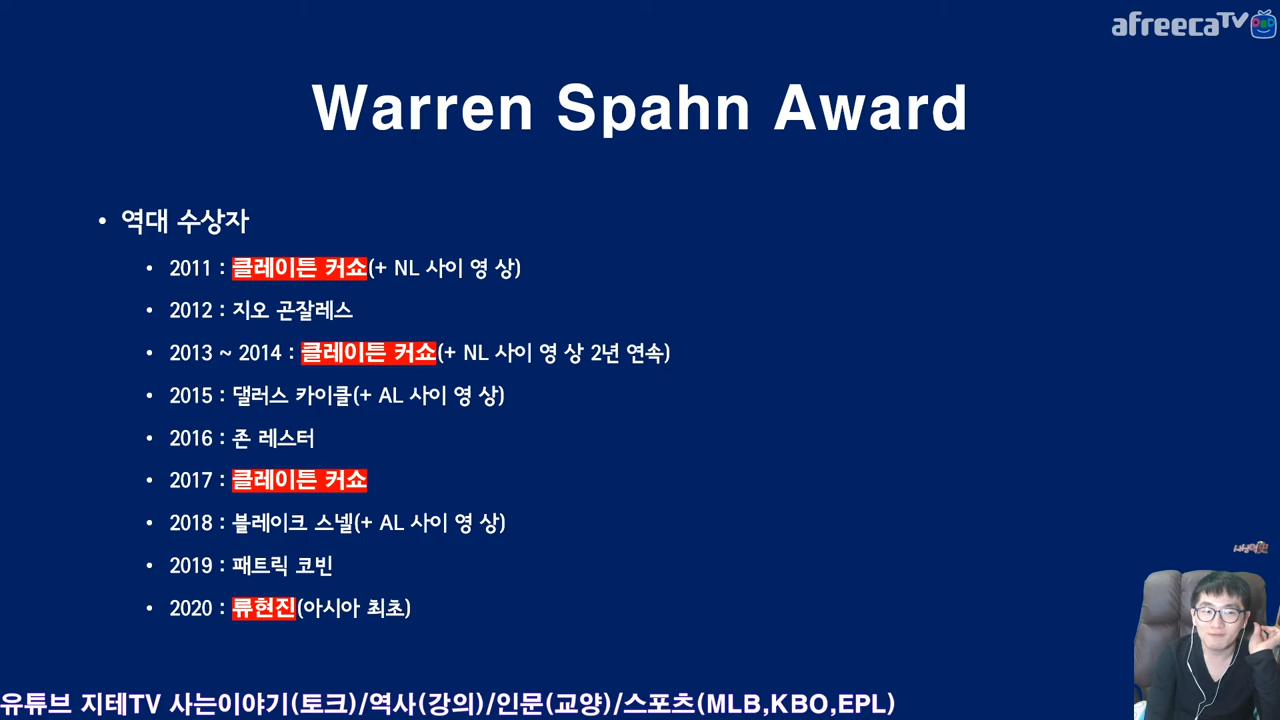 afreecaTV
Warren Spahn Award
• 역대 수상자
• 2011 : 클레이튼 커쇼(+ NL 사이 영 상)
• 2012 : 지오 곤잘레스
• 2013 ~ 2014 : 클레이튼 커쇼(+ NL 사이 영 상 2년 연속)
• 2015 : 댈러스 카이클(+ AL 사이 영 상)
• 2016 : 존 레스터
• 2017 : 클레이튼 커쇼
• 2018 : 블레이크 스넬(+ AL 사이 영 상)
• 2019 : 패트릭 코빈
• 2020 : 류현진(아시아 최초)
유튜브 지테TV 사는이야기(토크)/역사(강의)/인문(교양)/스포츠(MLB,KBO,EPL)